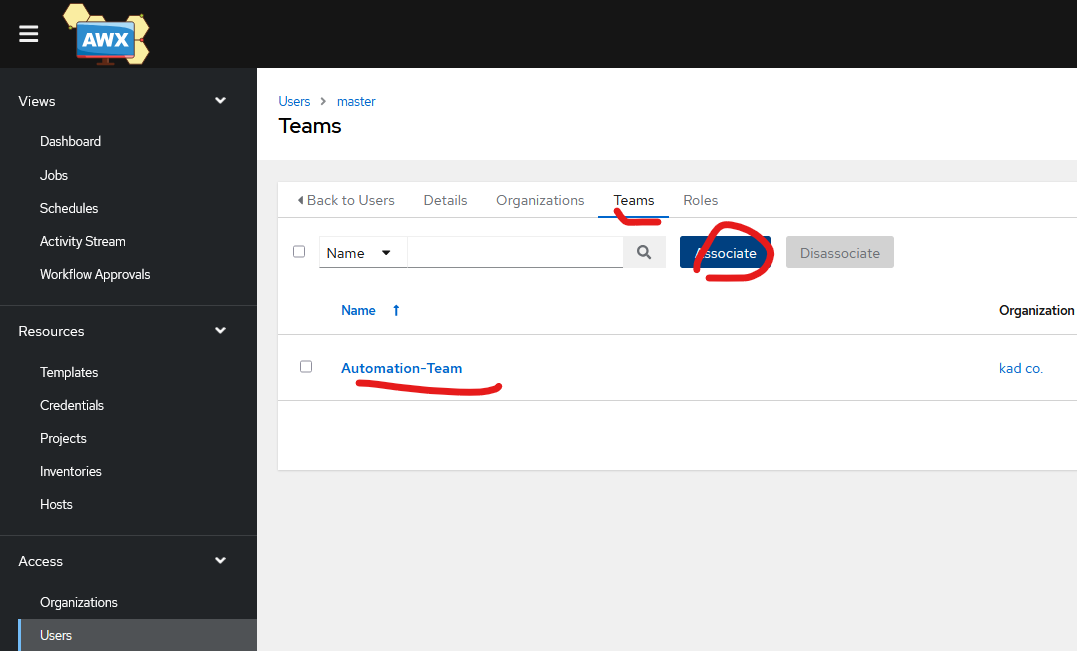 AWX
Views
Dashboard
Jobs
Schedules
Activity Stream
Workflow Approvals
Resources
Templates
Credentials
Projects
Inventories
Hosts
Access
Organizations
Users
Users > master
Teams
Back to Users Details Organizations Teams Roles
Name Associate Disassociate
Name Organization
Automation-Team kad co.